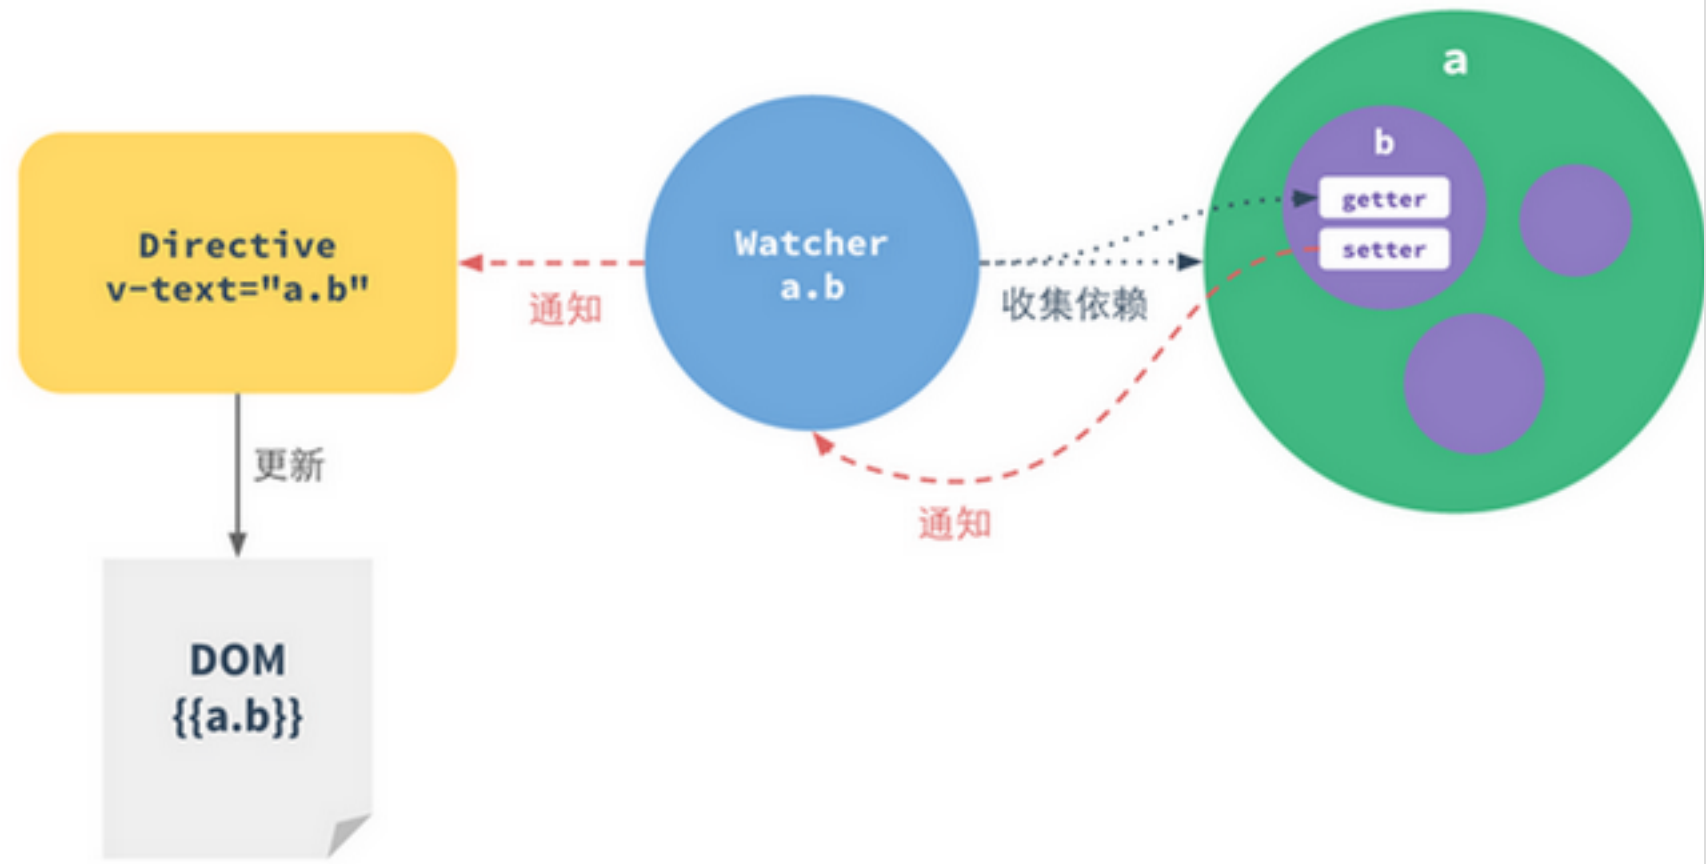 Directive
v-text="a.b"
通知
Watcher
a.b
收集依赖
a
b
getter
setter
通知
更新
DOM
{{a.b}}